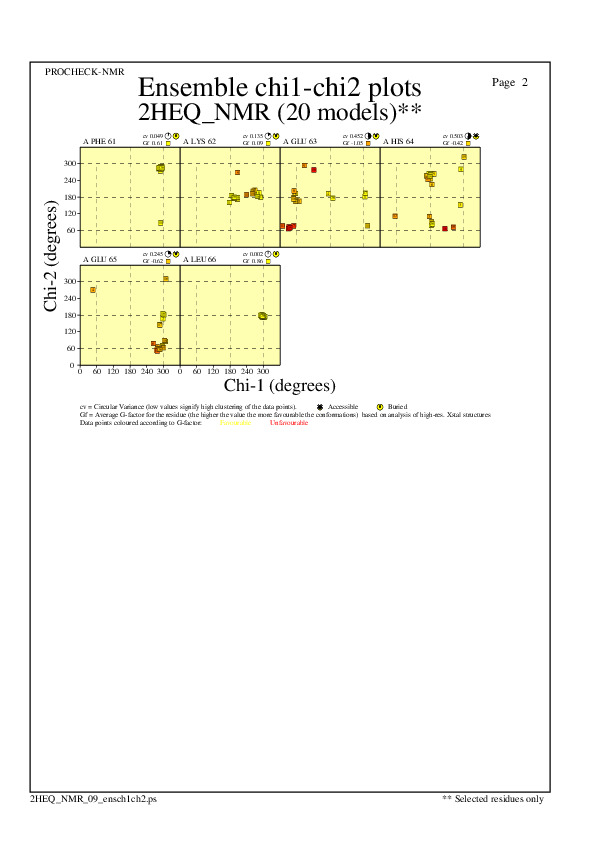 PROCHECK-NMR
Page 2
Ensemble chi1-chi2 plots
2HEQ_NMR (20 models)**
A PHE 61 cv 0.049 Gf 0.61
A LYS 62 cv 0.135 Gf 0.09
A GLU 63 cv 0.452 Gf -1.05
A HIS 64 cv 0.503 Gf -0.42
300
240
180
120
60
A GLU 65 cv 0.245 Gf -0.62
A LEU 66 cv 0.002 Gf 0.86
300
240
180
120
60
0
0 60 120 180 240 300 0 60 120 180 240 300
Chi-2 (degrees)
Chi-1 (degrees)
cv = Circular Variance (low values signify high clustering of the data points). Accessible Buried
Gf = Average G-factor for the residue (the higher the value the more favourable the conformations) based on analysis of high-res. Xstal structures
Data points coloured according to G-factor: Unfavourable
2HEQ_NMR_09_ensch1ch2.ps
** Selected residues only